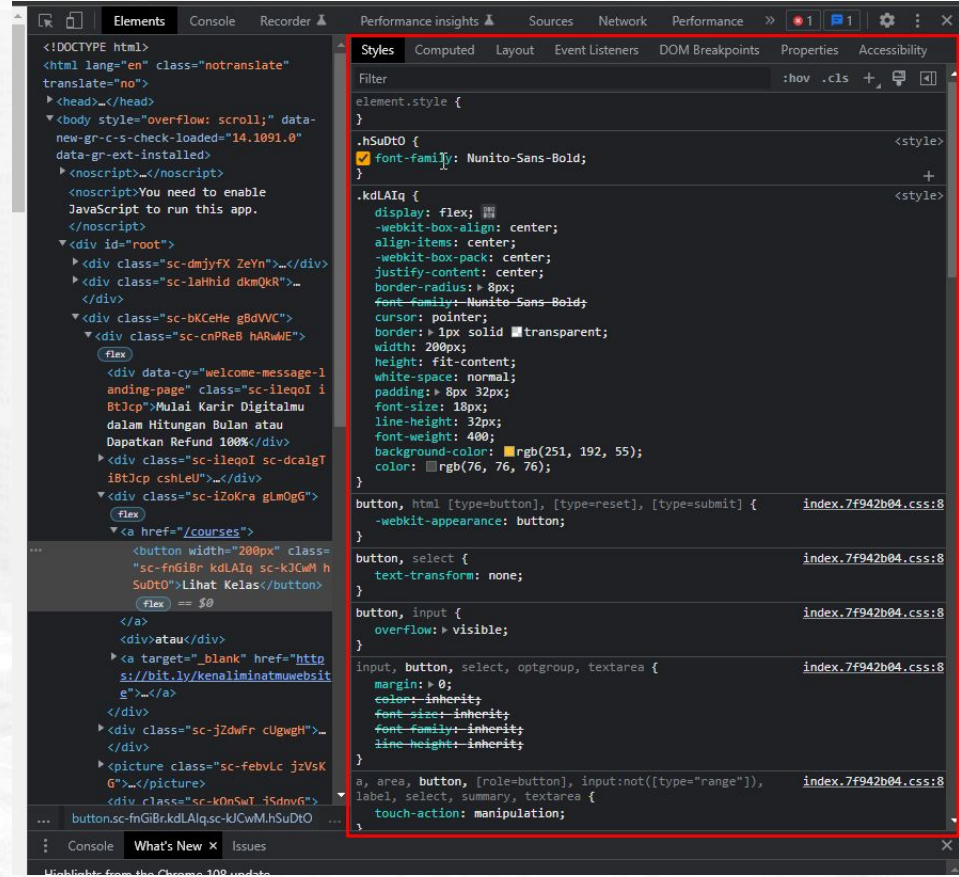 Elements Console Recorder Performance insights Sources Network Performance » 1 1
<!DOCTYPE html>
<html lang="en" class="notranslate"
translate="no">
<head>…</head>
<body style="overflow: scroll;" data-
new-gr-c-s-check-loaded="14.1091.0"
data-gr-ext-installed>
<noscript>…</noscript>
<noscript>You need to enable
JavaScript to run this app.
</noscript>
<div id="root">
<div class="sc-dmjyfX ZeYn">…</div>
<div class="sc-laHhid dkmQkR">…
</div>
<div class="sc-bKCeHe gBdVVC">
<div class="sc-cnPReB hARwWE">
flex
<div data-cy="welcome-message-l
anding-page" class="sc-ileqoI i
BtJcp">Mulai Karir Digitalmu
dalam Hitungan Bulan atau
Dapatkan Refund 100%</div>
<div class="sc-ileqoI sc-dcalgT
iBtJcp cshLeU">…</div>
<div class="sc-iZoKra gLmOgG">
flex
<a href="/courses">
<button width="200px" class=
"sc-fnGiBr kdLAIq sc-kJCwM h
SuDtO">Lihat Kelas</button>
flex == $0
</a>
<div>atau</div>
<a target="_blank" href="http
s://bit.ly/kenaliminatmuwebsit
e">…</a>
</div>
<div class="sc-jZdwFr cUgwgH">…
</div>
<picture class="sc-febvLc jzVsK
G">…</picture>
<div class="sc-kOnSwI iSdnvG">
... button.sc-fnGiBr.kdLAIq.sc-kJCwM.hSuDtO ...
Styles Computed Layout Event Listeners DOM Breakpoints Properties Accessibility
Filter :hov .cls +
element.style {
}
.hSuDtO { <style>
font-family: Nunito-Sans-Bold;
}
.kdLAIq { <style>
display: flex;
-webkit-box-align: center;
align-items: center;
-webkit-box-pack: center;
justify-content: center;
border-radius: 8px;
font-family: Nunito-Sans-Bold;
cursor: pointer;
border: 1px solid transparent;
width: 200px;
height: fit-content;
white-space: normal;
padding: 8px 32px;
font-size: 18px;
line-height: 32px;
font-weight: 400;
background-color: rgb(251, 192, 55);
color: rgb(76, 76, 76);
}
button, html [type=button], [type=reset], [type=submit] { index.7f942b04.css:8
-webkit-appearance: button;
}
button, select { index.7f942b04.css:8
text-transform: none;
}
button, input { index.7f942b04.css:8
overflow: visible;
}
input, button, select, optgroup, textarea { index.7f942b04.css:8
margin: 0;
color: inherit;
font-size: inherit;
font-family: inherit;
line-height: inherit;
}
a, area, button, [role=button], input:not([type="range"]), index.7f942b04.css:8
label, select, summary, textarea {
touch-action: manipulation;
}
Console What's New × Issues
Highlights from the Chrome 108 update